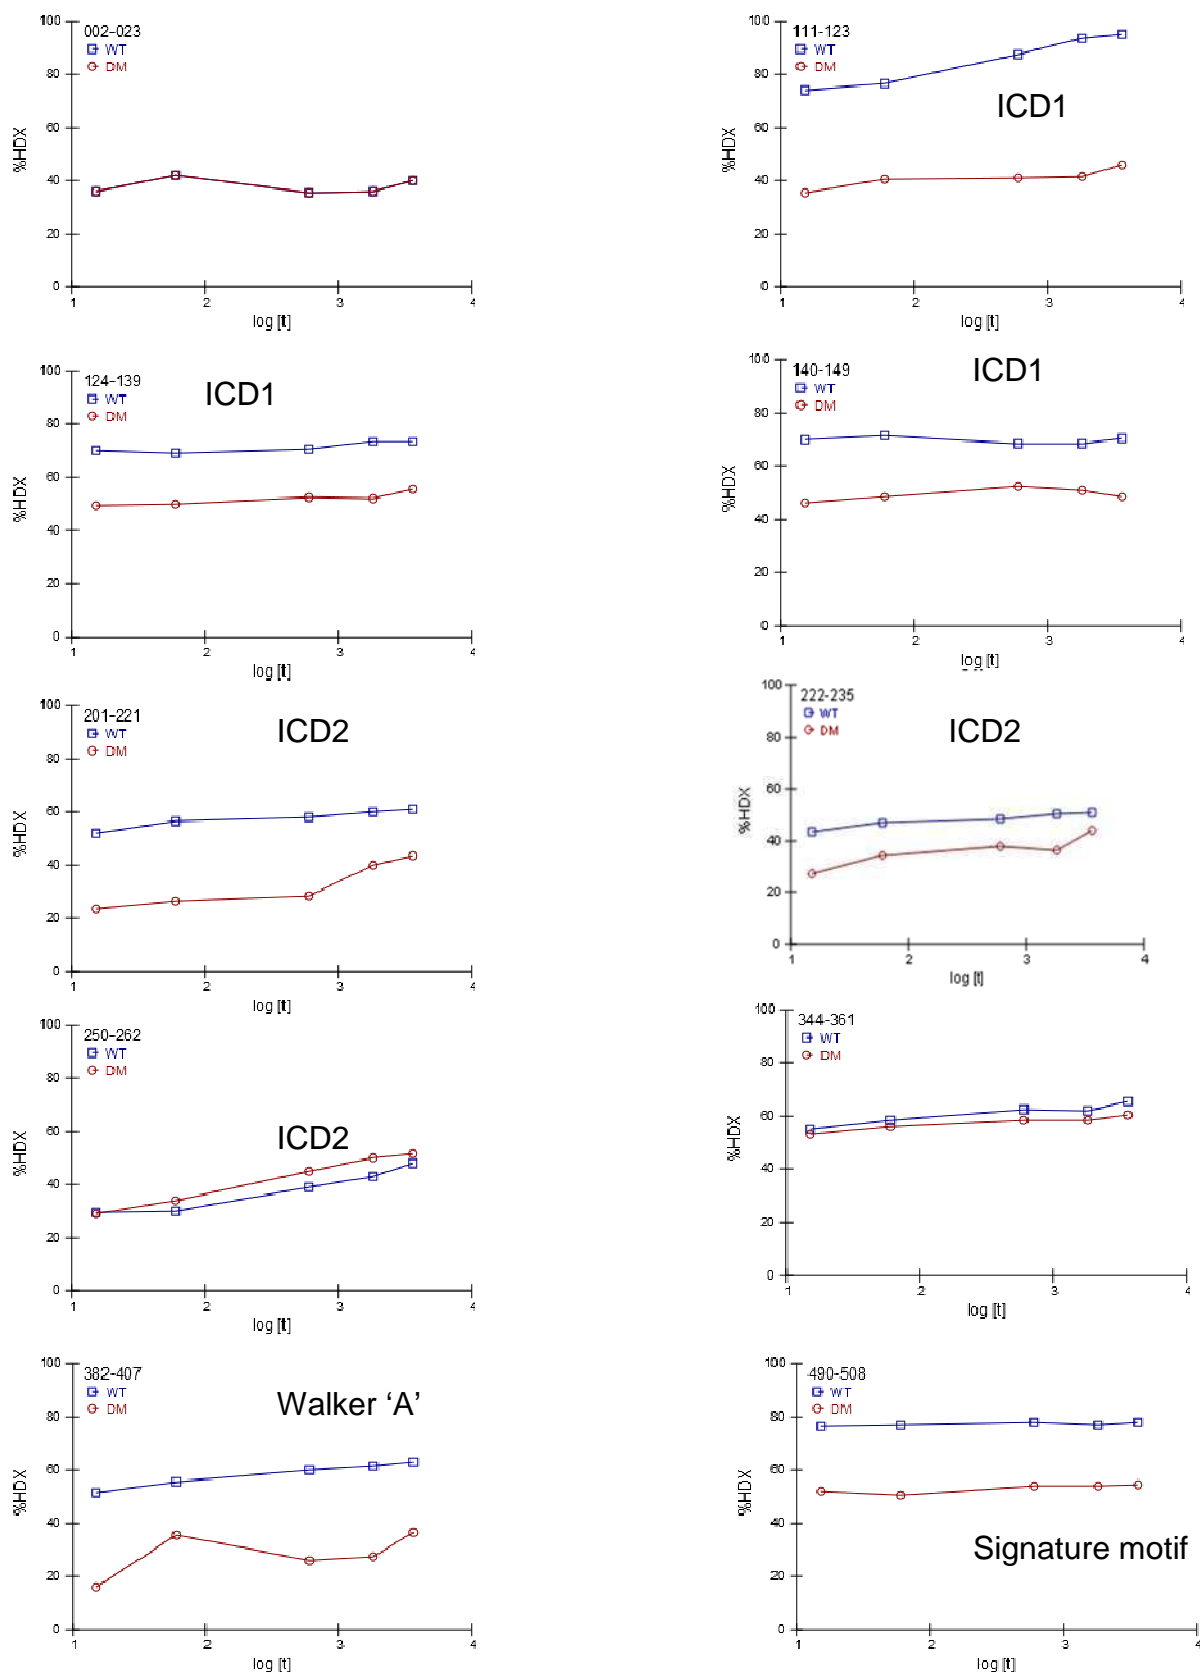 002-023
WT
DM
100
80
60
40
20
0
%HDX
1 2 3 4
log [t]
111-123
WT
DM
ICD1
100
80
60
40
20
0
%HDX
1 2 3 4
log [t]
124-139
WT
DM
ICD1
100
80
60
40
20
0
%HDX
1 2 3 4
log [t]
140-149
WT
DM
ICD1
100
80
60
40
20
0
%HDX
1 2 3 4
log [t]
201-221
WT
DM
ICD2
100
80
60
40
20
0
%HDX
1 2 3 4
log [t]
222-235
WT
DM
ICD2
100
80
60
40
20
0
%HDX
1 2 3 4
log [t]
250-262
WT
DM
ICD2
100
80
60
40
20
0
%HDX
1 2 3 4
log [t]
344-361
WT
DM
100
80
60
40
20
0
%HDX
1 2 3 4
log [t]
382-407
WT
DM
Walker ‘A’
100
80
60
40
20
0
%HDX
1 2 3 4
log [t]
490-508
WT
DM
Signature motif
100
80
60
40
20
0
%HDX
1 2 3 4
log [t]